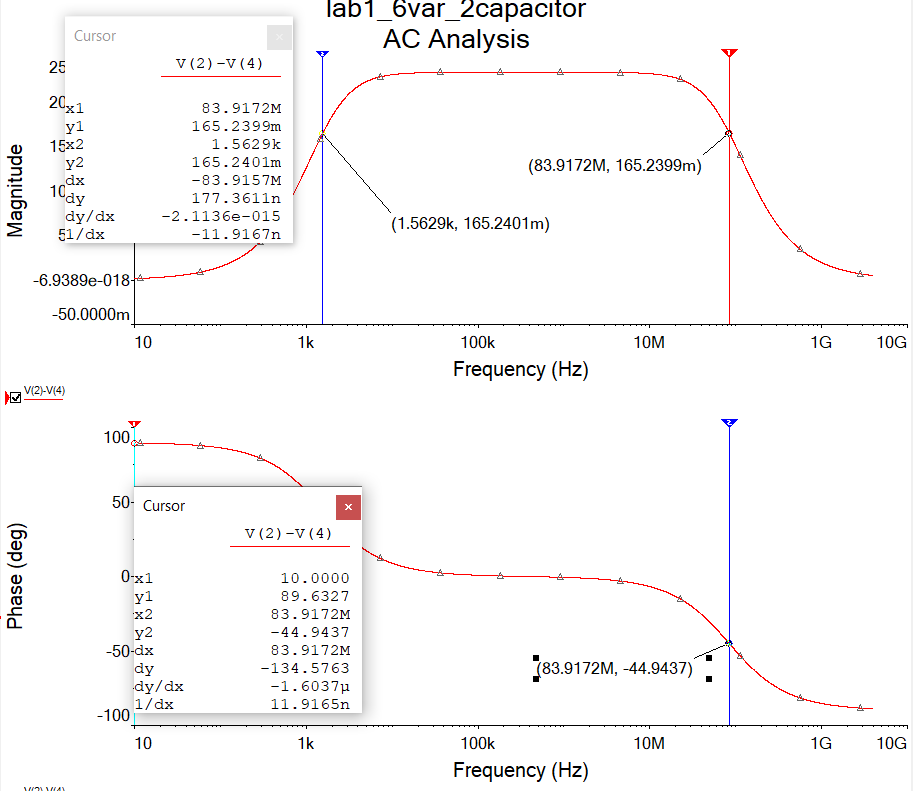 lab1_6var_2capacitor
AC Analysis
Cursor
V(2)-V(4)
x1 83.9172M
y1 165.2399m
x2 1.5629k
y2 165.2401m
dx -83.9157M
dy 177.3611n
dy/dx -2.1136e-015
1/dx -11.9167n
Magnitude
25
20
15
10
5
-6.9389e-018
-50.0000m
(83.9172M, 165.2399m)
(1.5629k, 165.2401m)
10 1k 100k 10M 1G 10G
Frequency (Hz)
V(2)-V(4)
1
2
Phase (deg)
100
50
0
-50
-100
Cursor
V(2)-V(4)
x1 10.0000
y1 89.6327
x2 83.9172M
y2 -44.9437
dx 83.9172M
dy -134.5763
dy/dx -1.6037µ
1/dx 11.9165n
(83.9172M, -44.9437)
10 1k 100k 10M 1G 10G
Frequency (Hz)
V(2)-V(4)